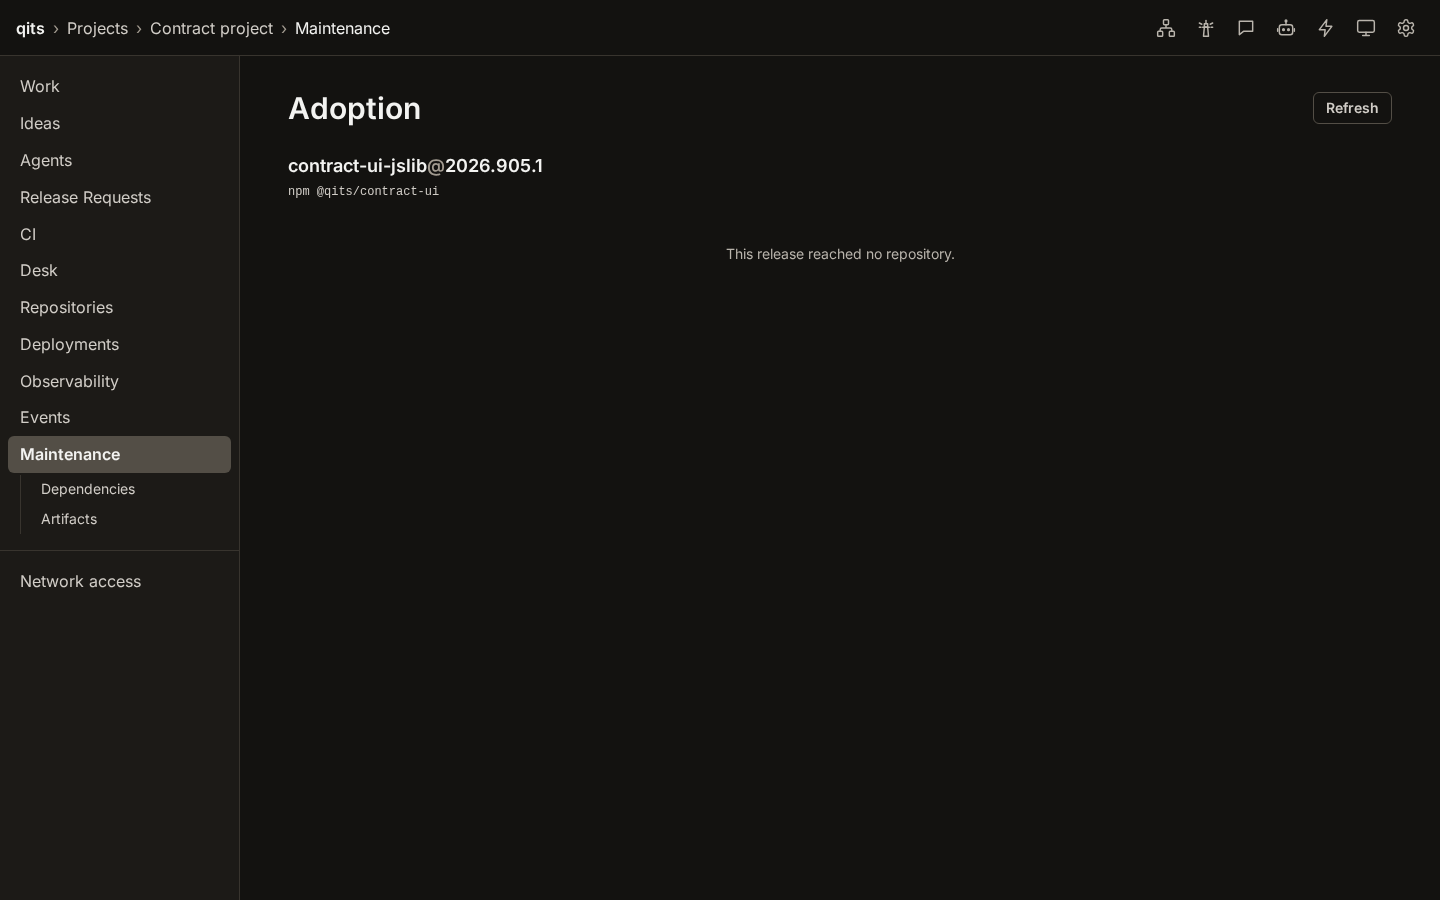 qits › Projects › Contract project › Maintenance
Work
Ideas
Agents
Release Requests
CI
Desk
Repositories
Deployments
Observability
Events
Maintenance
Dependencies
Artifacts
Network access
Adoption
Refresh
contract-ui-jslib@2026.905.1
npm @qits/contract-ui
This release reached no repository.